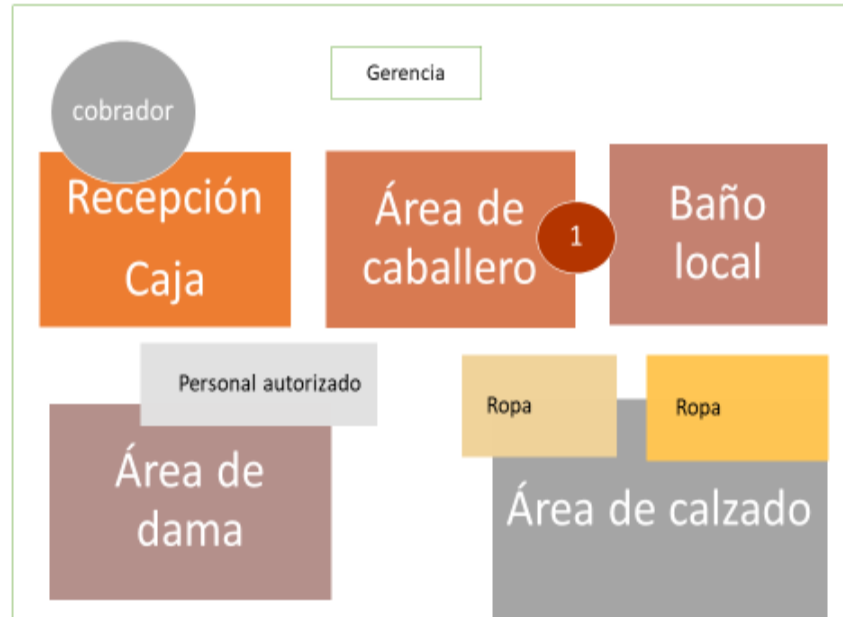 Gerencia
cobrador
Recepción
Caja
Área de
caballero
1
Baño
local
Personal autorizado
Ropa
Ropa
Área de
dama
Área de calzado